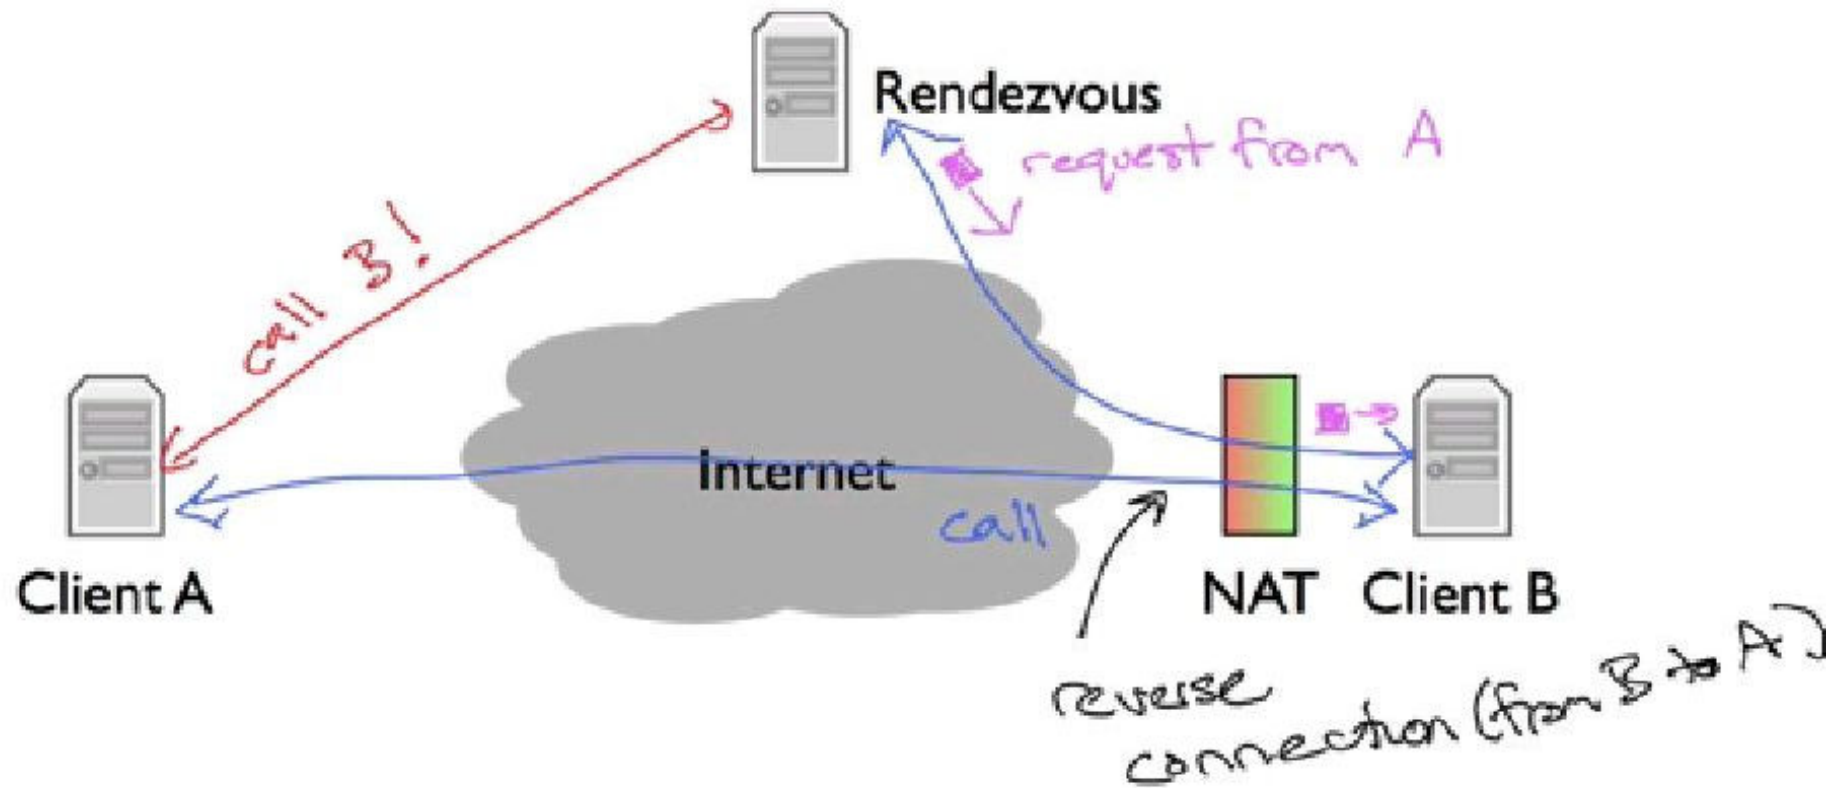 Rendezvous
request from A
call B!
Internet
call
Client A
NAT
Client B
reverse
connection (from B to A)